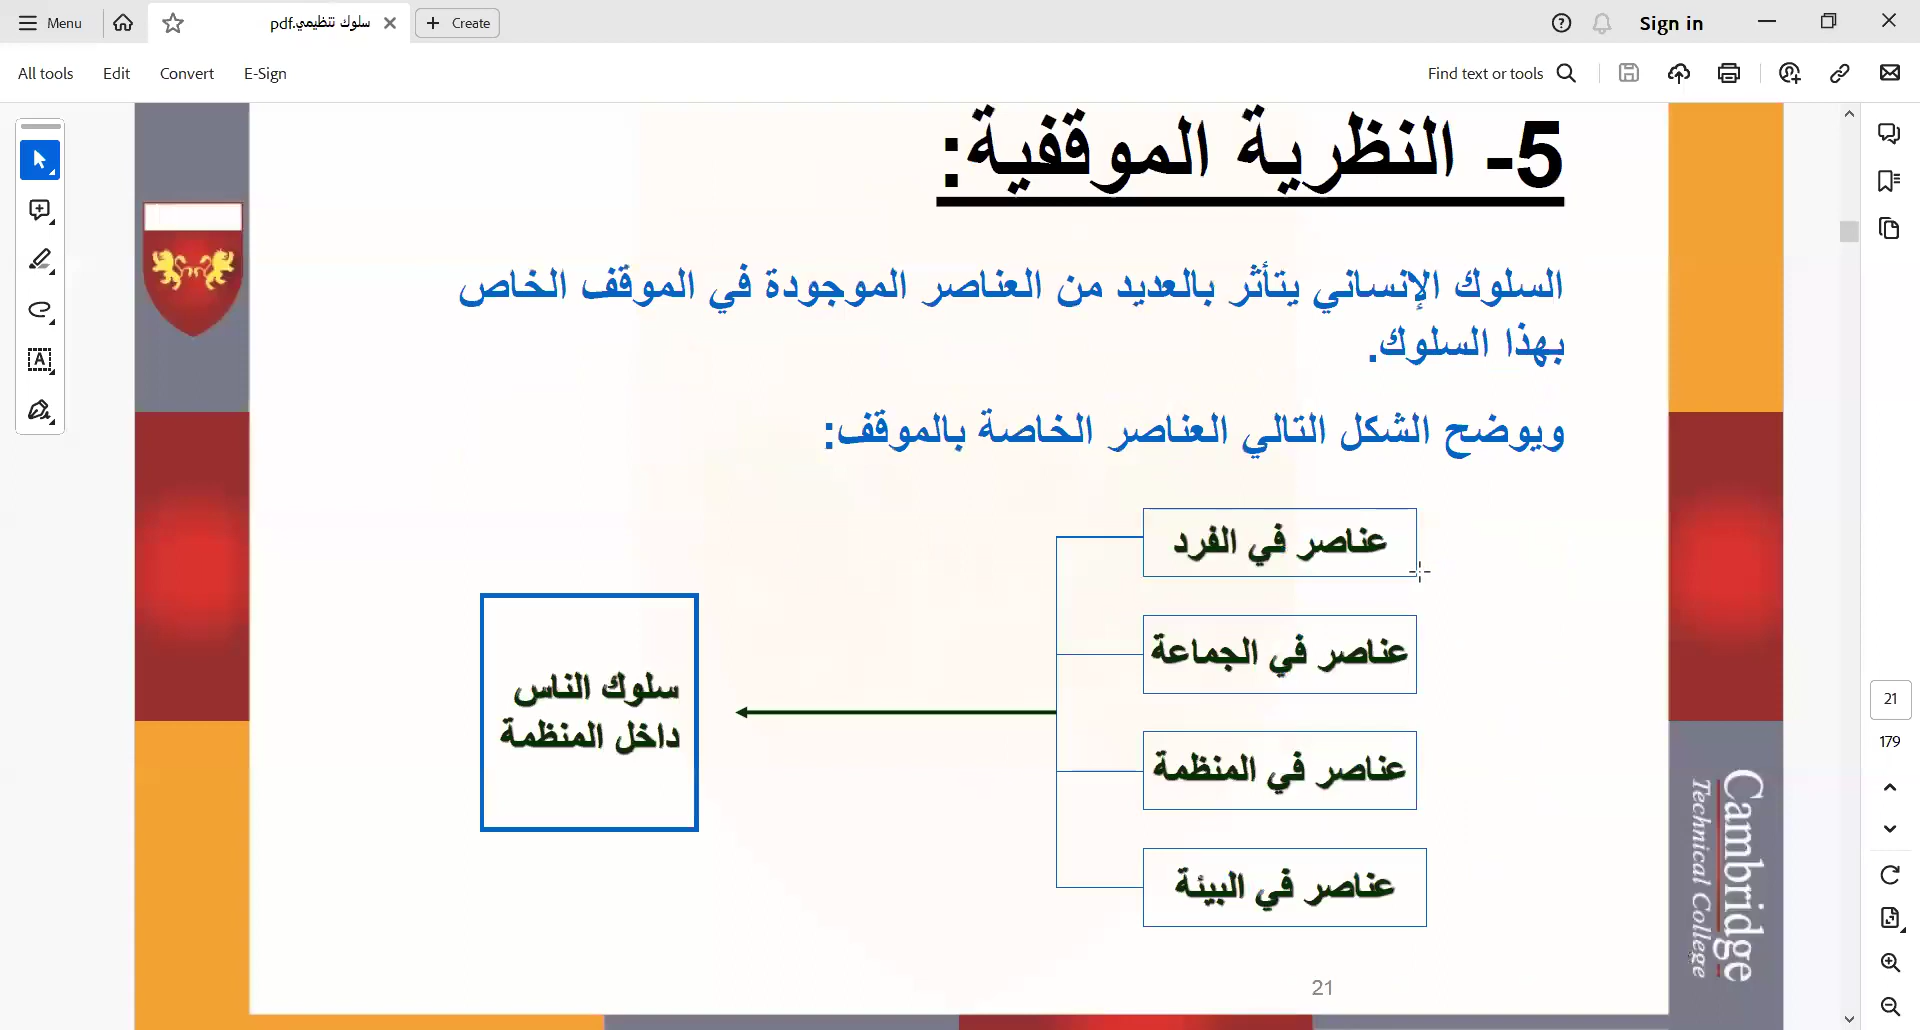 Menu
سلوك تنظيمي.pdf
Create
Sign in
All tools
Edit
Convert
E-Sign
Find text or tools
5- النظرية الموقفية:
السلوك الإنساني يتأثر بالعديد من العناصر الموجودة في الموقف الخاص
بهذا السلوك.
ويوضح الشكل التالي العناصر الخاصة بالموقف:
عناصر في الفرد
عناصر في الجماعة
عناصر في المنظمة
عناصر في البيئة
سلوك الناس
داخل المنظمة
21
Cambridge
Technical College
21
179